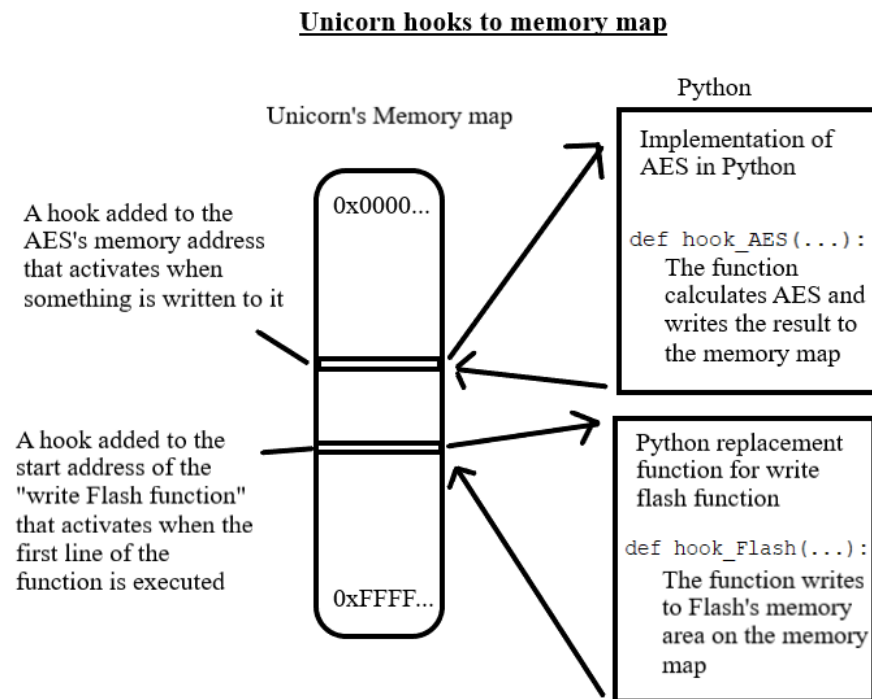 Unicorn hooks to memory map
Python
Unicorn's Memory map
Implementation of
AES in Python
def hook_AES(...):
The function
calculates AES and
writes the result to
the memory map
0x0000...
A hook added to the
AES's memory address
that activates when
something is written to it
A hook added to the
start address of the
"write Flash function"
that activates when the
first line of the
function is executed
0xFFFF...
Python replacement
function for write
flash function
def hook_Flash(...):
The function writes
to Flash's memory
area on the memory
map